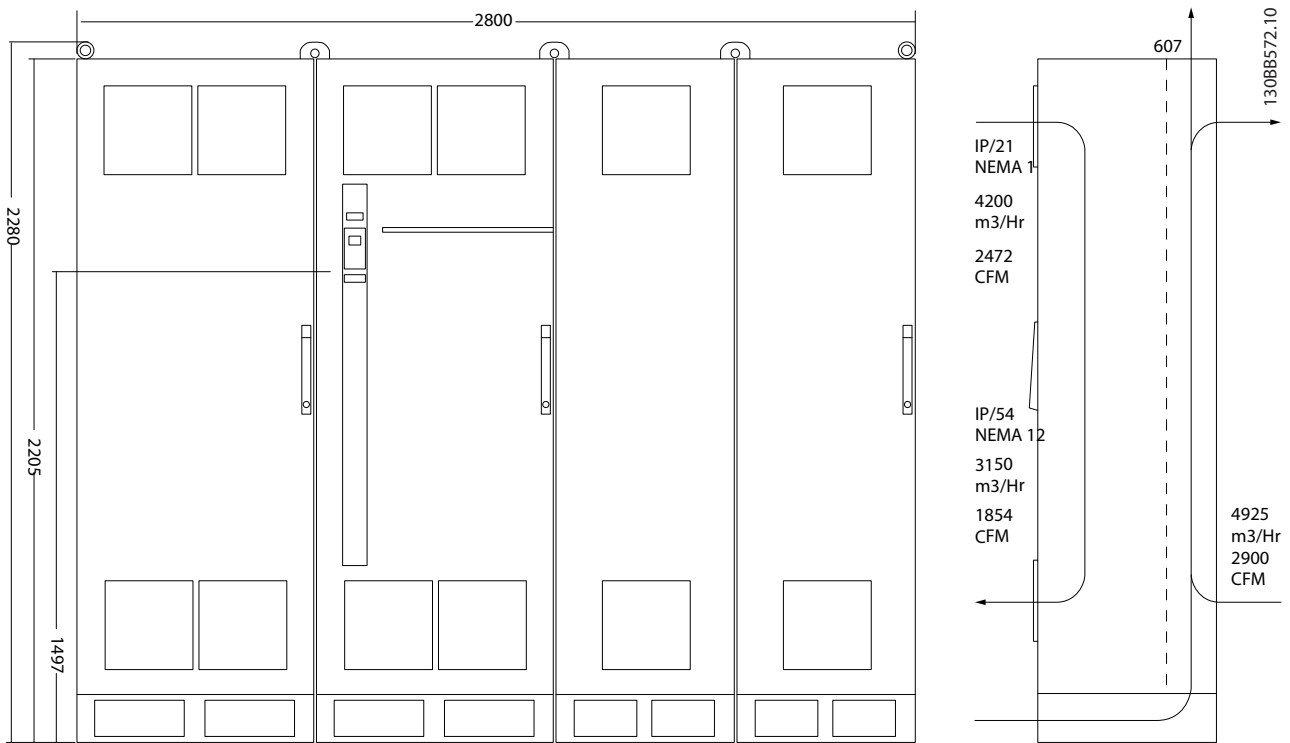 2800
2280
2205
1497
607
130BB572.10
IP/21
NEMA 1
4200
m3/Hr
2472
CFM
IP/54
NEMA 12
3150
m3/Hr
1854
CFM
4925
m3/Hr
2900
CFM